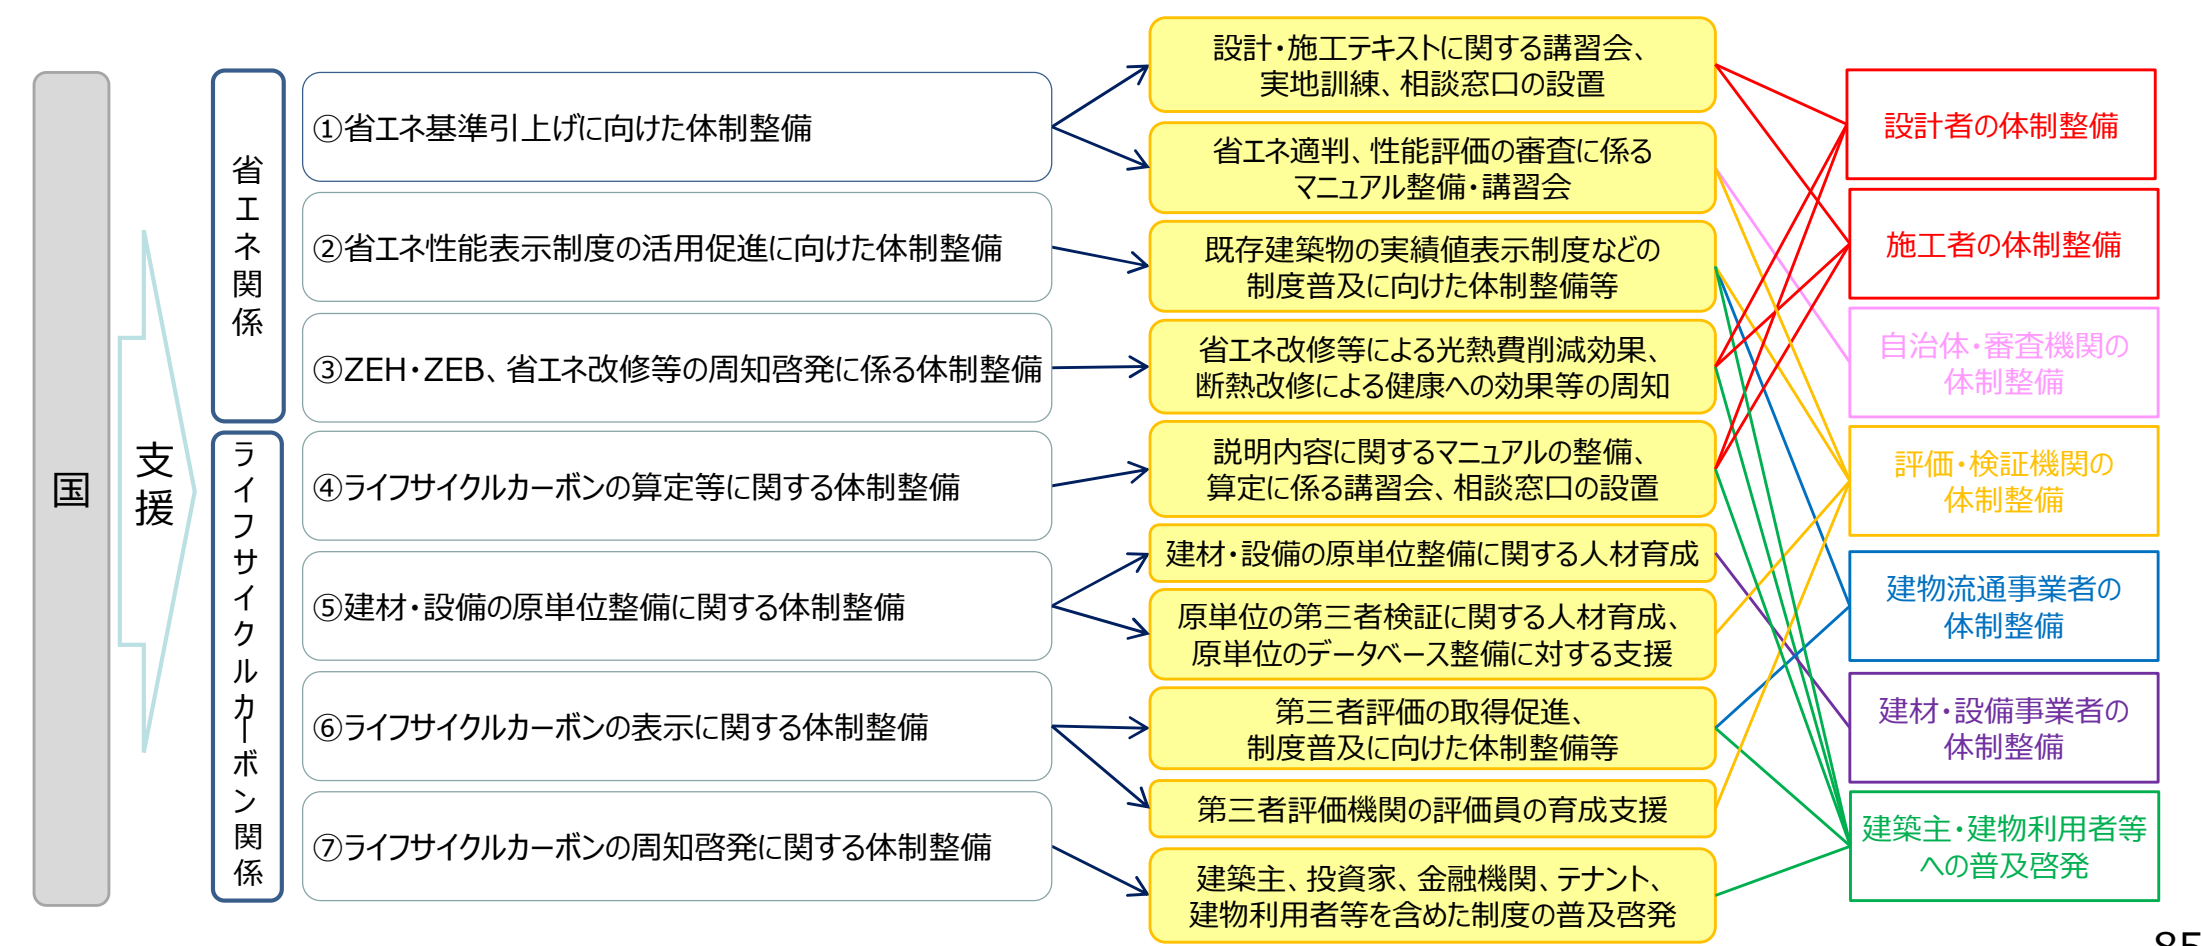 国
支援
省エネ関係
ライフサイクルカーボン関係
①省エネ基準引上げに向けた体制整備
②省エネ性能表示制度の活用促進に向けた体制整備
③ZEH・ZEB、省エネ改修等の周知啓発に係る体制整備
④ライフサイクルカーボンの算定等に関する体制整備
⑤建材・設備の原単位整備に関する体制整備
⑥ライフサイクルカーボンの表示に関する体制整備
⑦ライフサイクルカーボンの周知啓発に関する体制整備
設計・施工テキストに関する講習会、
実地訓練、相談窓口の設置
省エネ適判、性能評価の審査に係る
マニュアル整備・講習会
既存建築物の実績値表示制度などの
制度普及に向けた体制整備等
省エネ改修等による光熱費削減効果、
断熱改修による健康への効果等の周知
説明内容に関するマニュアルの整備、
算定に係る講習会、相談窓口の設置
建材・設備の原単位整備に関する人材育成
原単位の第三者検証に関する人材育成、
原単位のデータベース整備に対する支援
第三者評価の取得促進、
制度普及に向けた体制整備等
第三者評価機関の評価員の育成支援
建築主、投資家、金融機関、テナント、
建物利用者等を含めた制度の普及啓発
設計者の体制整備
施工者の体制整備
自治体・審査機関の
体制整備
評価・検証機関の
体制整備
建物流通事業者の
体制整備
建材・設備事業者の
体制整備
建築主・建物利用者等
への普及啓発